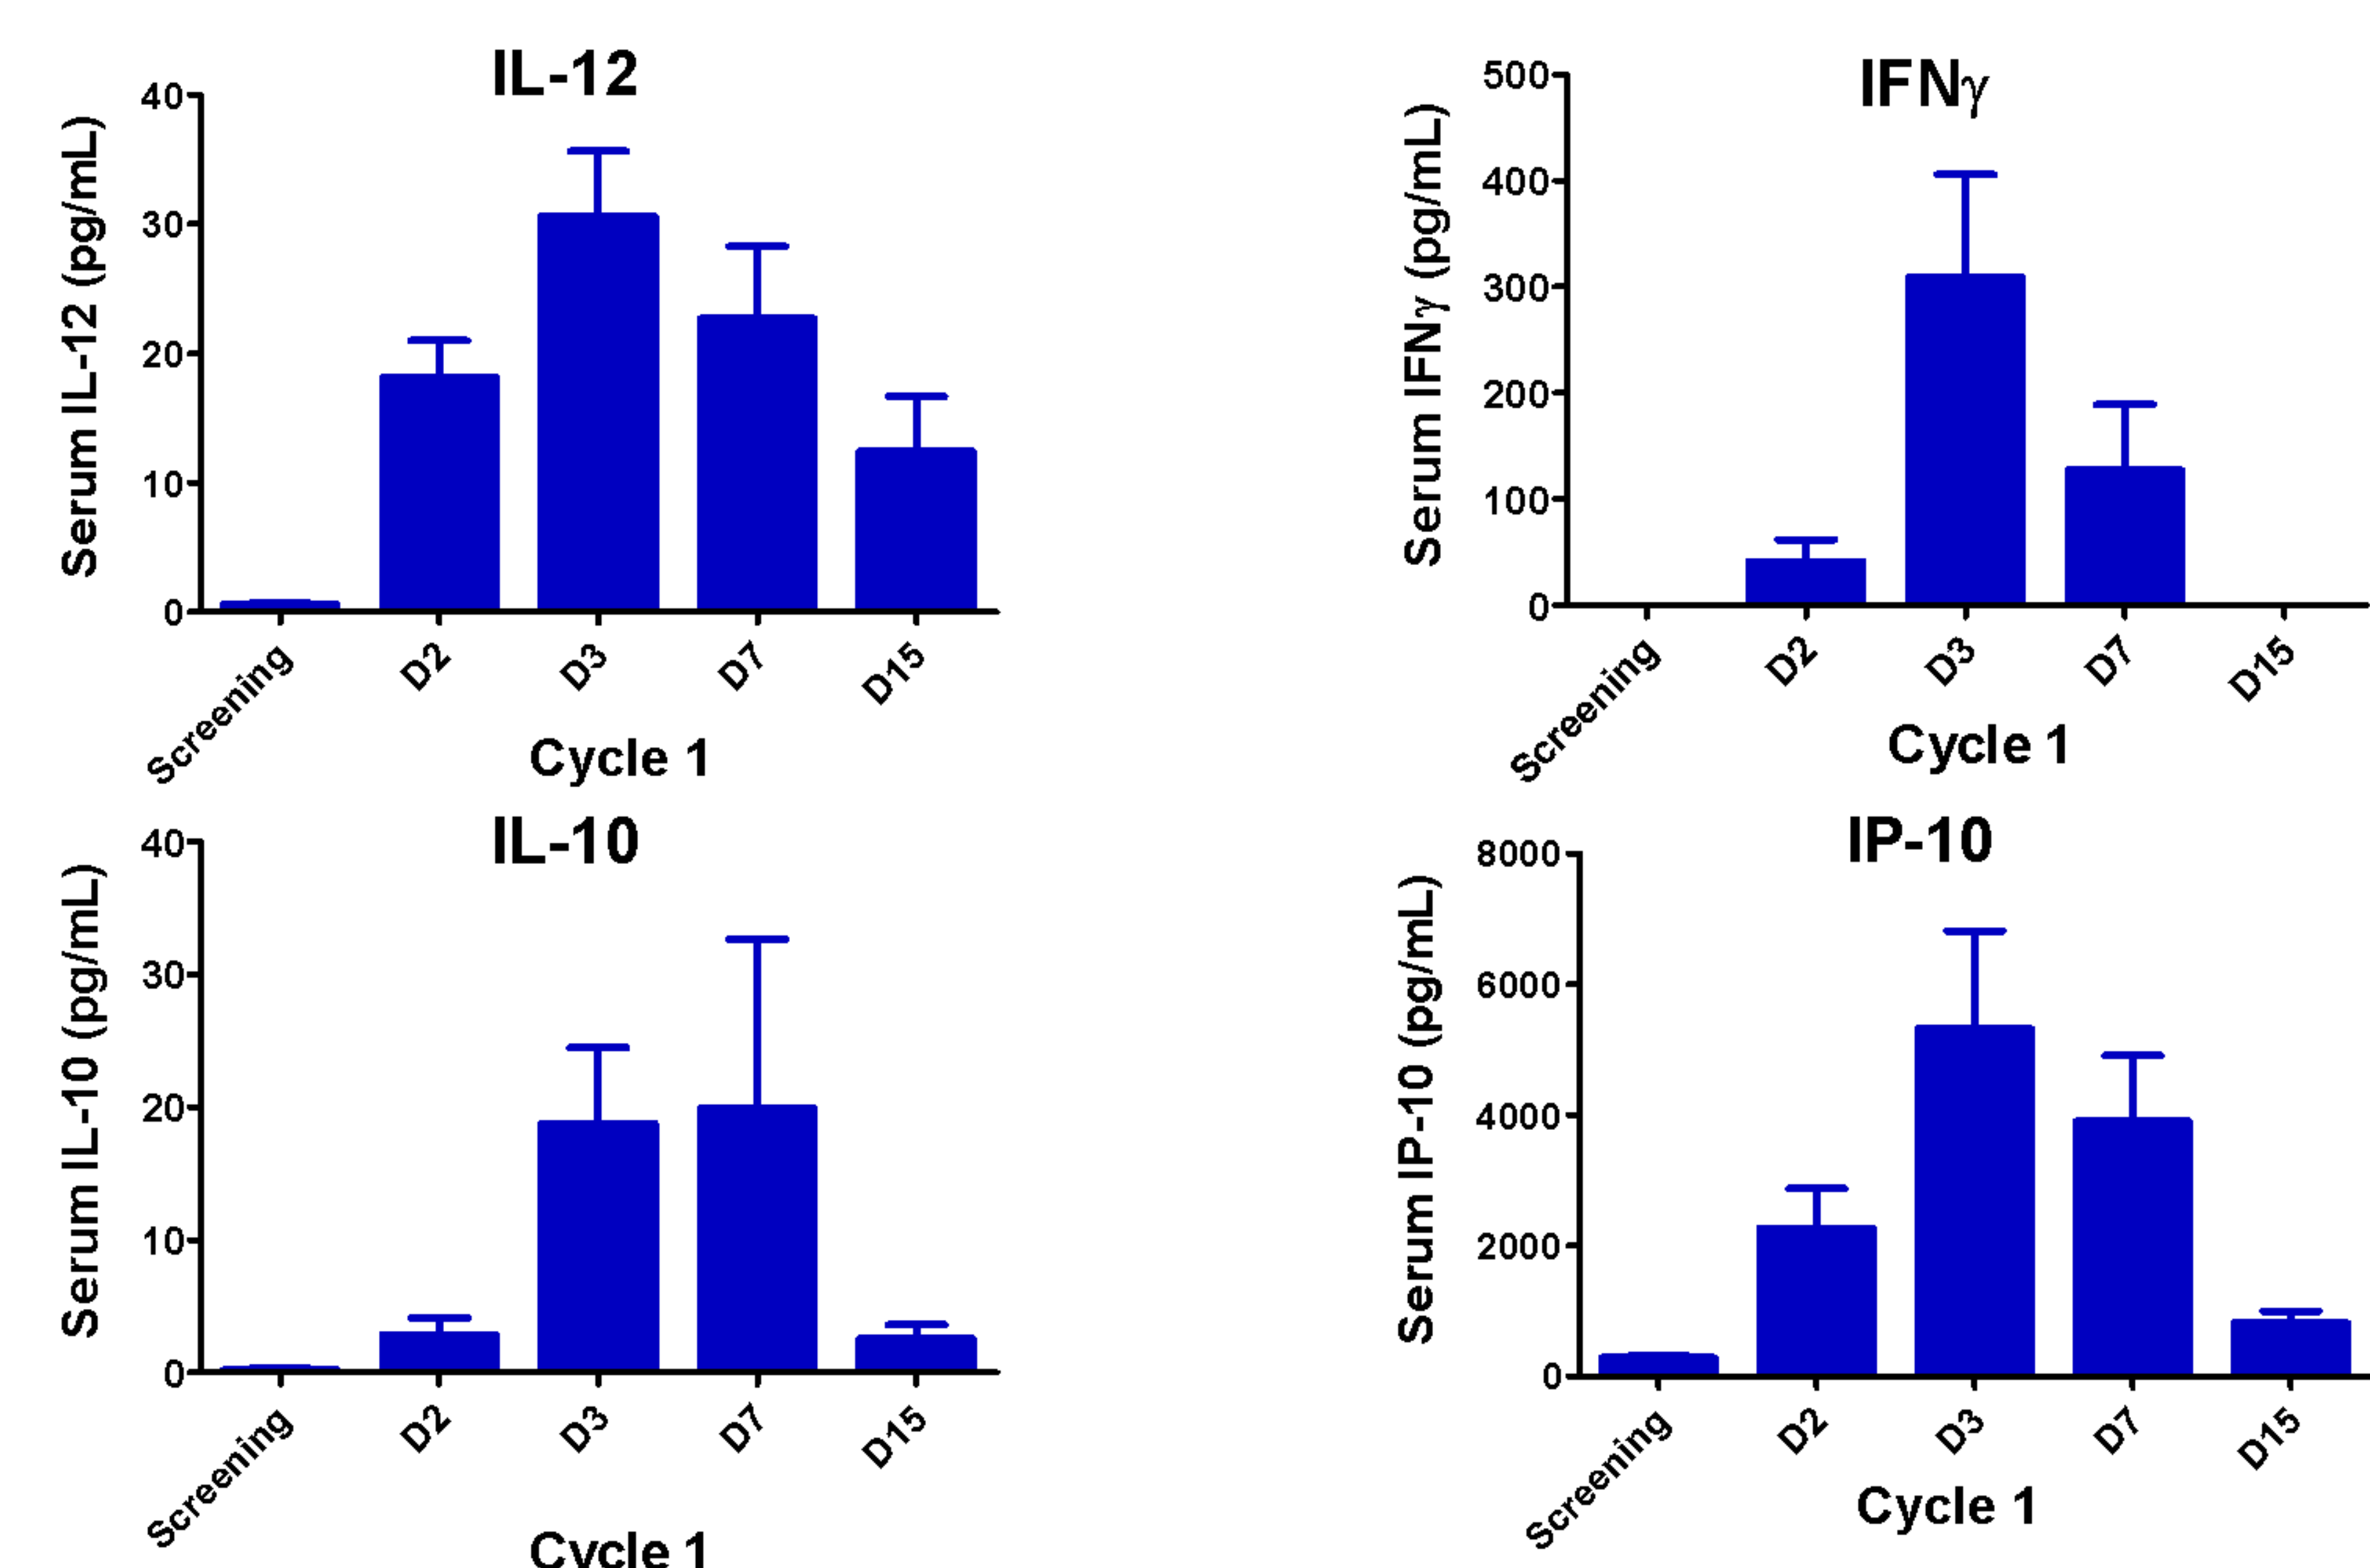 IL-12
Serum IL-12 (pg/mL)
40
30
20
10
0
Screening
D2
D3
D7
D15
Cycle 1
IFNγ
Serum IFNγ (pg/mL)
500
400
300
200
100
0
Screening
D2
D3
D7
D15
Cycle 1
IL-10
Serum IL-10 (pg/mL)
40
30
20
10
0
Screening
D2
D3
D7
D15
Cycle 1
IP-10
Serum IP-10 (pg/mL)
8000
6000
4000
2000
0
Screening
D2
D3
D7
D15
Cycle 1